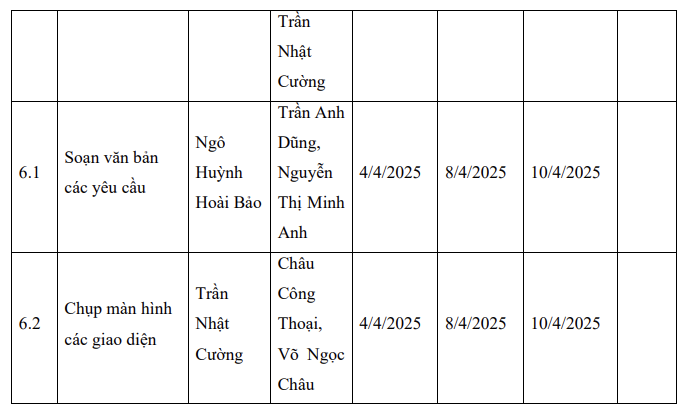 Trần
Nhật
Cường
6.1
Soạn văn bản
các yêu cầu
Ngô
Huỳnh
Hoài Bảo
Trần Anh
Dũng,
Nguyễn
Thị Minh
Anh
4/4/2025
8/4/2025
10/4/2025
6.2
Chụp màn hình
các giao diện
Trần
Nhật
Cường
Châu
Công
Thoại,
Võ Ngọc
Châu
4/4/2025
8/4/2025
10/4/2025